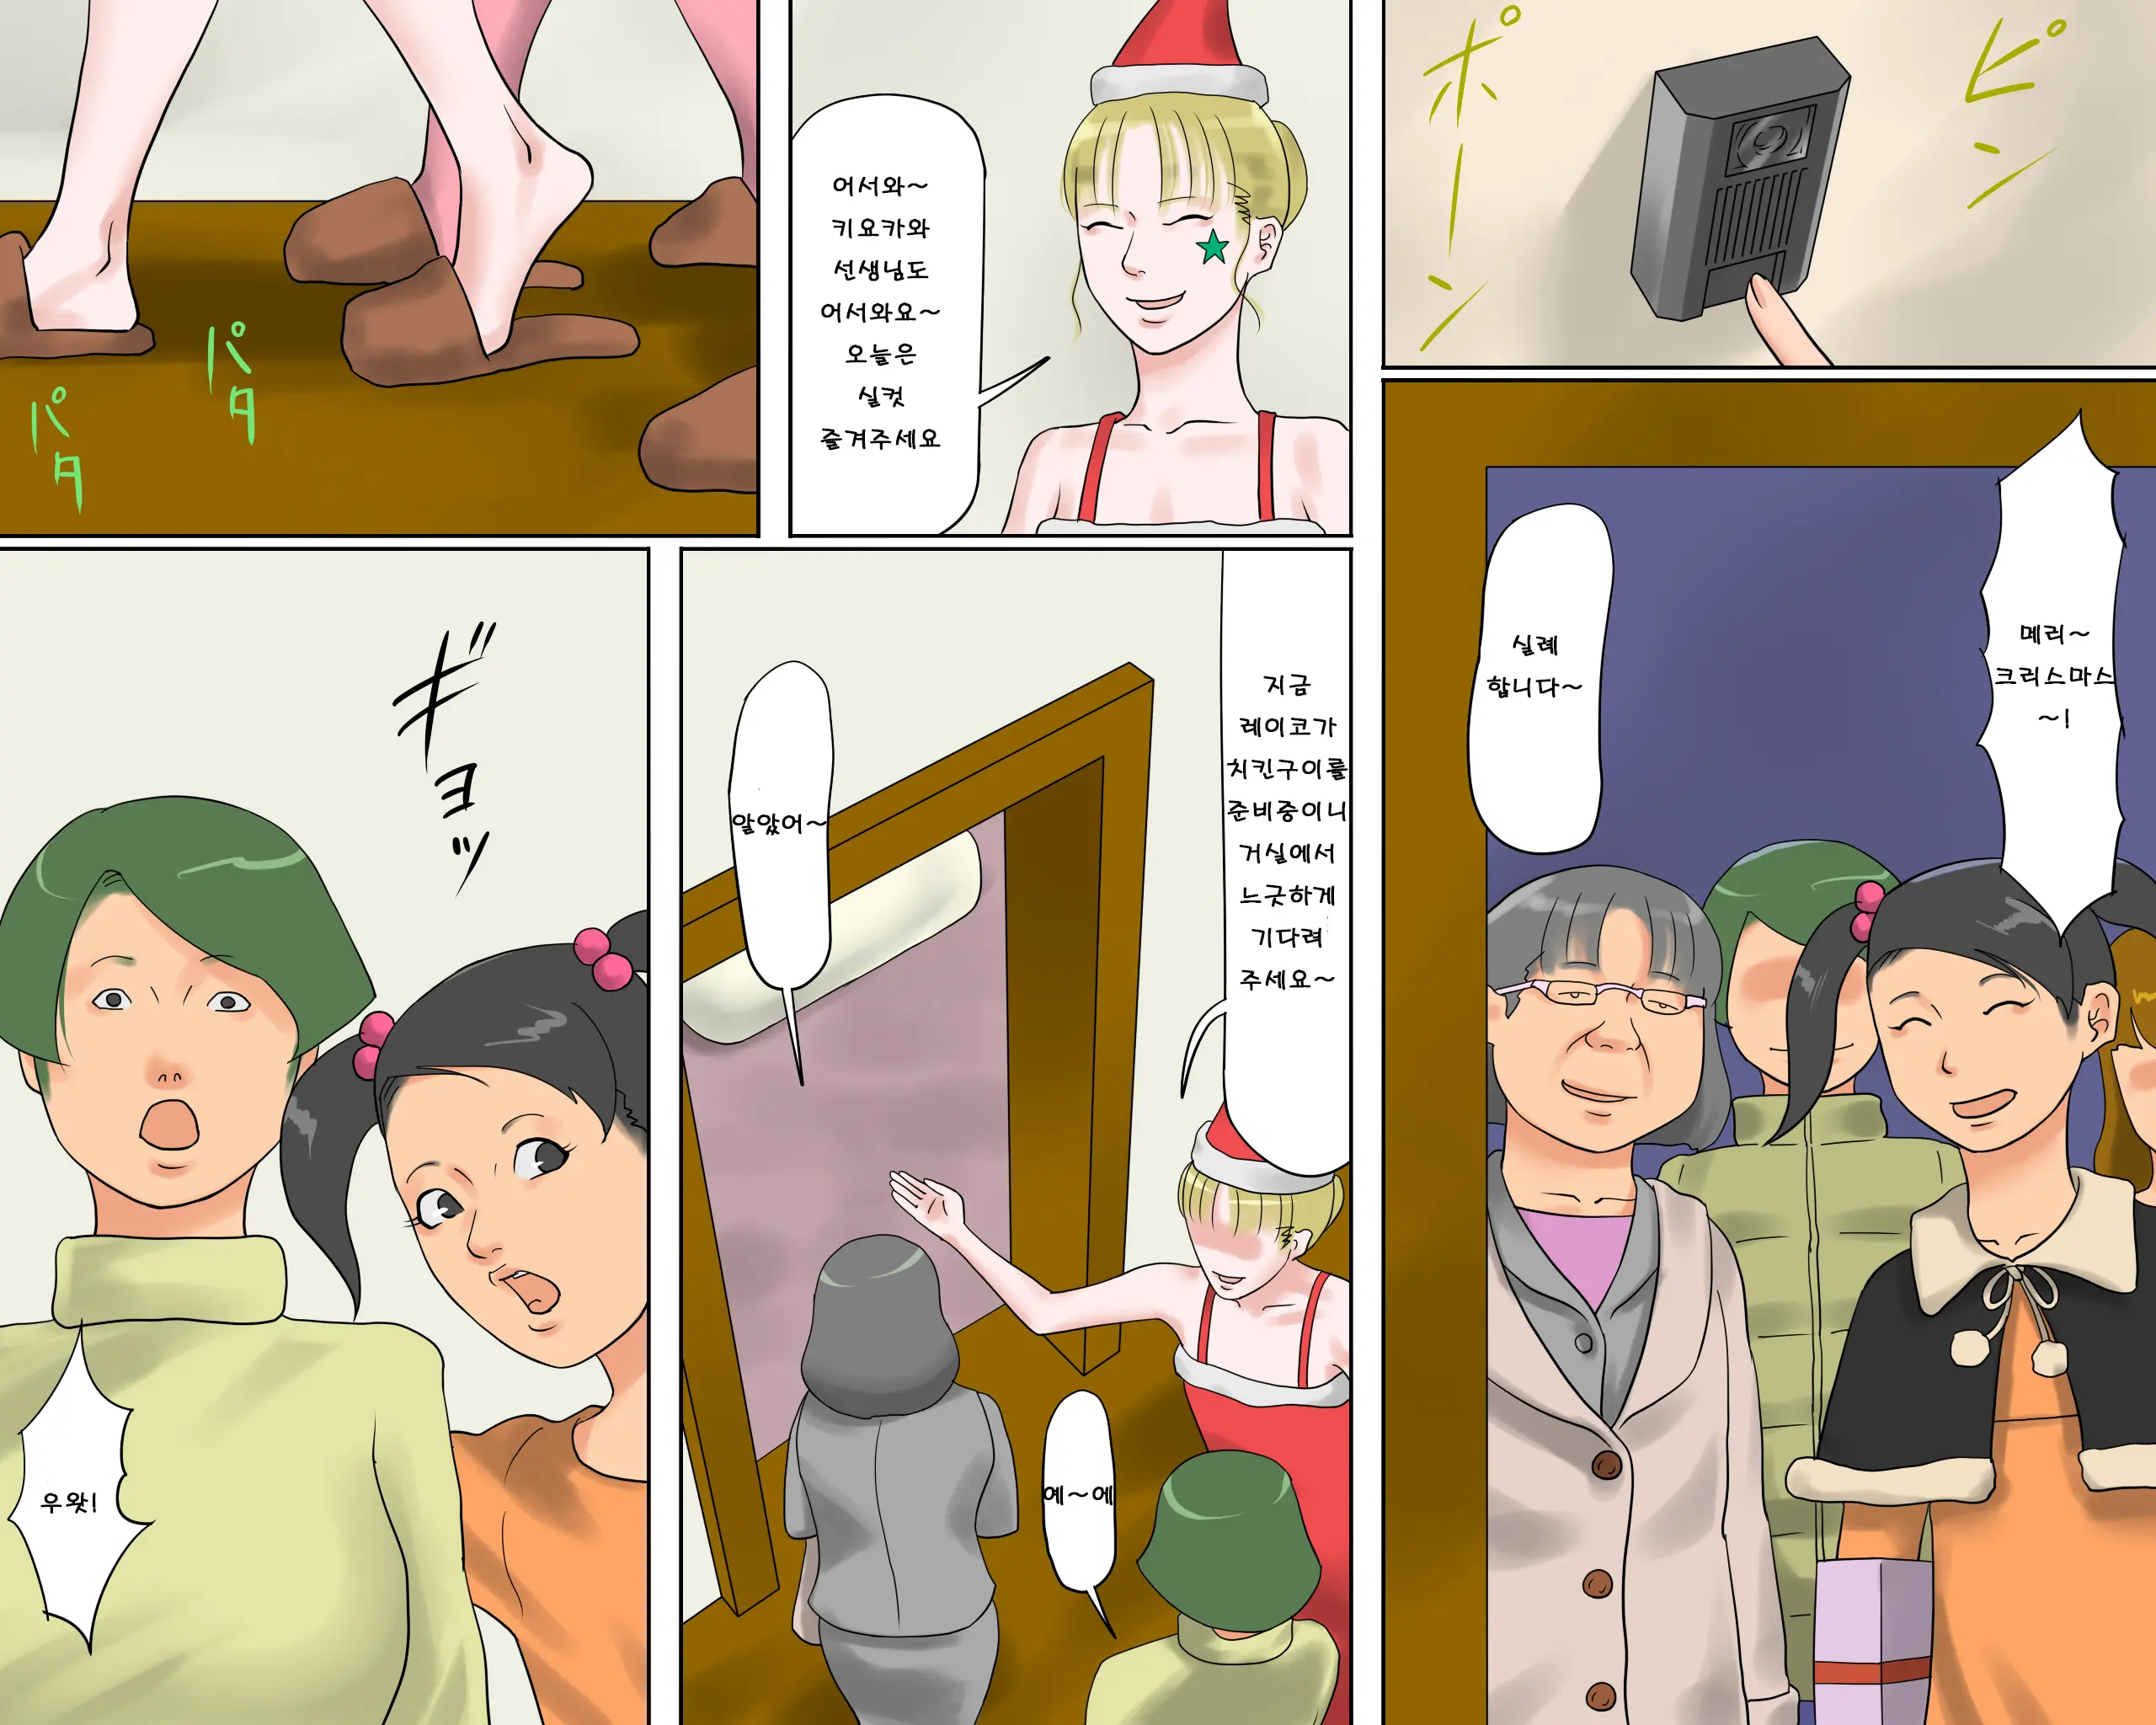 ピン
ポーン
메리~
크리스마스
~!
실례
합니다~
어서와~
키요카와
선생님도
어서와요~
오늘은
실컷
즐겨주세요
パタ
パタ
지금
레이코가
치킨구이를
준비중이니
거실에서
느긋하게
기다려
주세요~
알았어~
예~에
ギョッ
우왓!